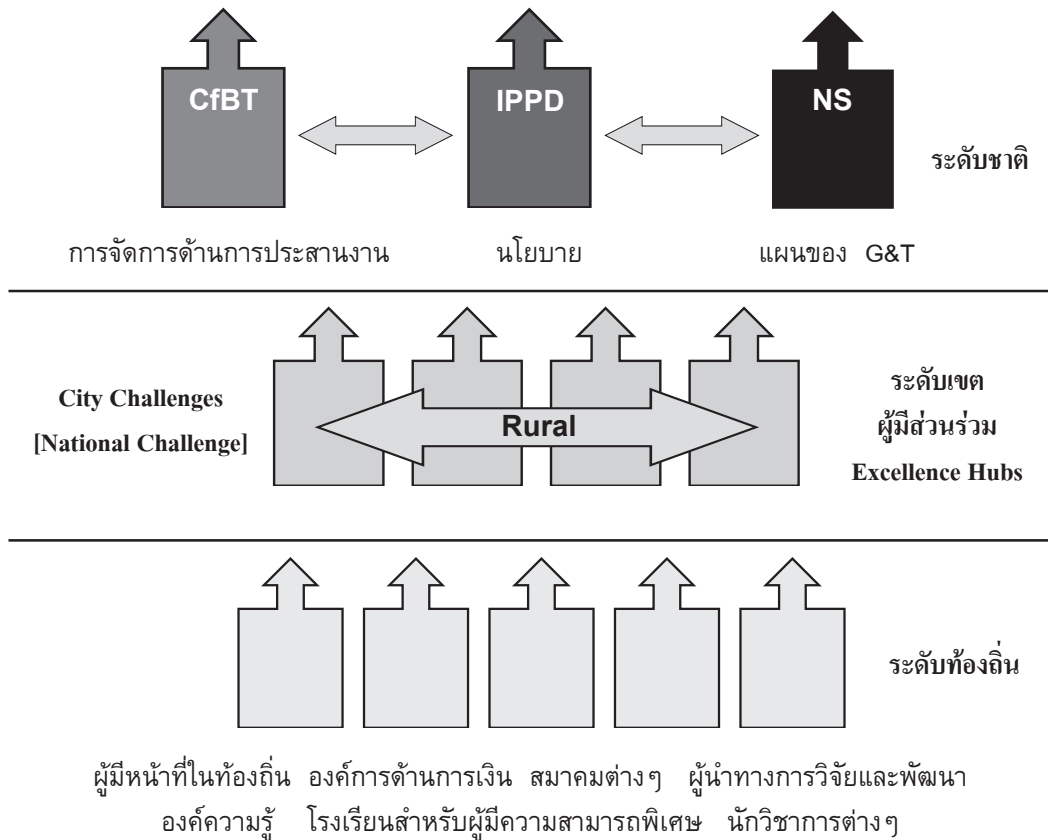 CfBT
IPPD
NS
ระดับชาติ
การจัดการด้านการประสานงาน
นโยบาย
แผนของ G&T
City Challenges
[National Challenge]
Rural
ระดับเขต
ผู้มีส่วนร่วม
Excellence Hubs
ระดับท้องถิ่น
ผู้มีหน้าที่ในท้องถิ่น องค์การด้านการเงิน สมาคมต่างๆ ผู้นำทางการวิจัยและพัฒนา
องค์ความรู้ โรงเรียนสำหรับผู้มีความสามารถพิเศษ นักวิชาการต่างๆ